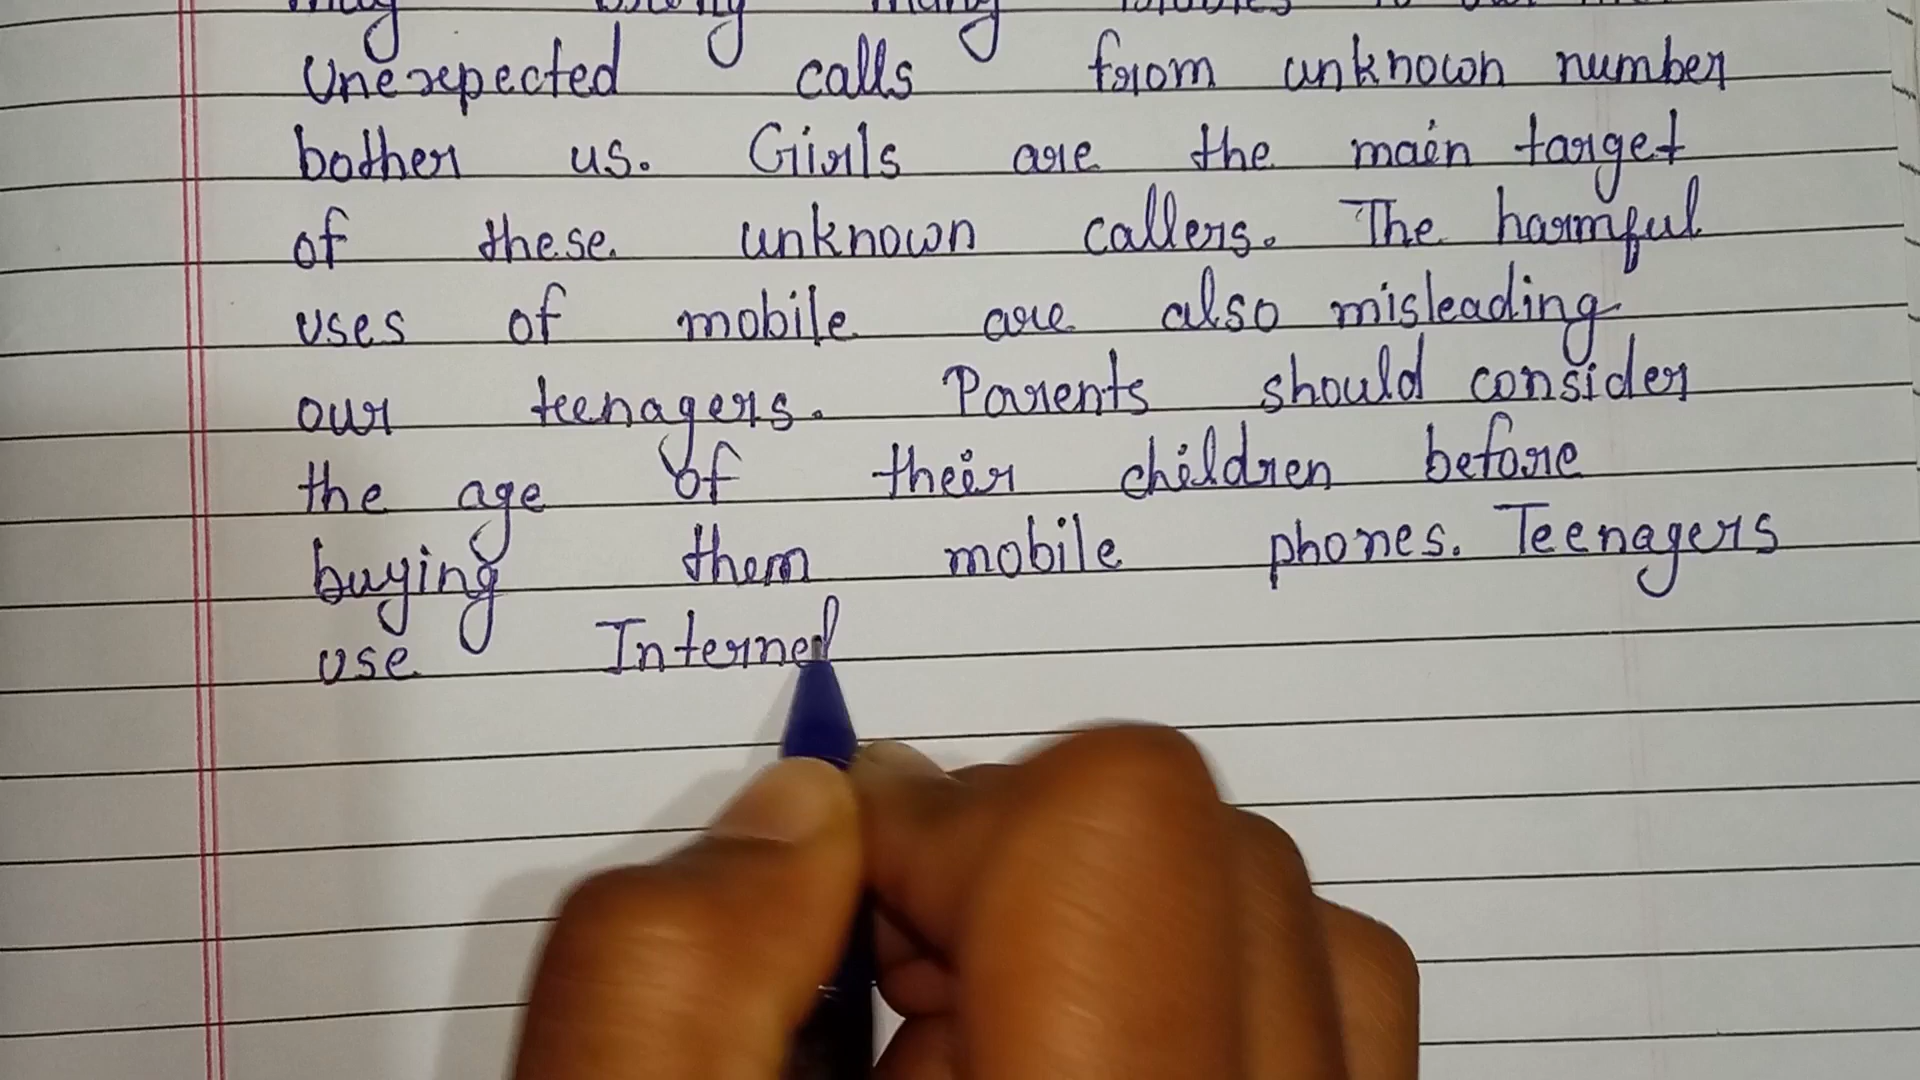 many
Unexepected calls from unknown number
bother us. Girls are the main target
of these unknown callers. The harmful
uses of mobile are also misleading
our teenagers. Parents should consider
the age of their children before
buying them mobile phones. Teenagers
use Internet